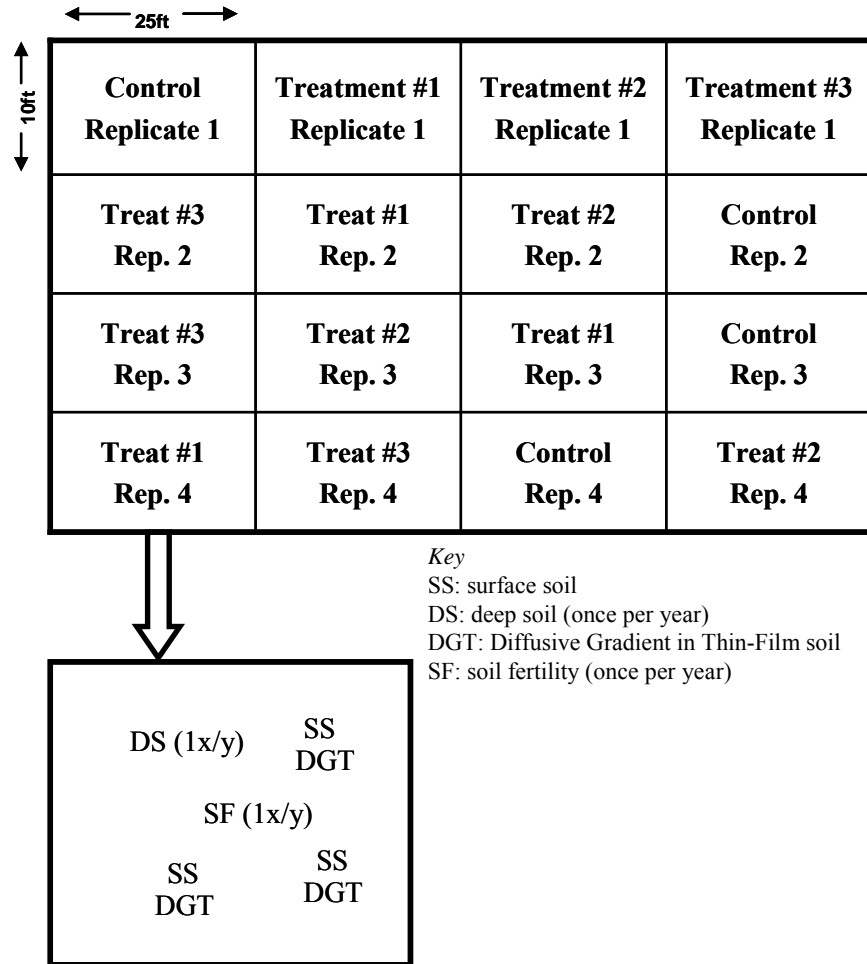 25ft
10ft
Control
Replicate 1
Treatment #1
Replicate 1
Treatment #2
Replicate 1
Treatment #3
Replicate 1
Treat #3
Rep. 2
Treat #1
Rep. 2
Treat #2
Rep. 2
Control
Rep. 2
Treat #3
Rep. 3
Treat #2
Rep. 3
Treat #1
Rep. 3
Control
Rep. 3
Treat #1
Rep. 4
Treat #3
Rep. 4
Control
Rep. 4
Treat #2
Rep. 4
Key
SS: surface soil
DS: deep soil (once per year)
DGT: Diffusive Gradient in Thin-Film soil
SF: soil fertility (once per year)
DS (1x/y)
SS
DGT
SF (1x/y)
SS
DGT
SS
DGT